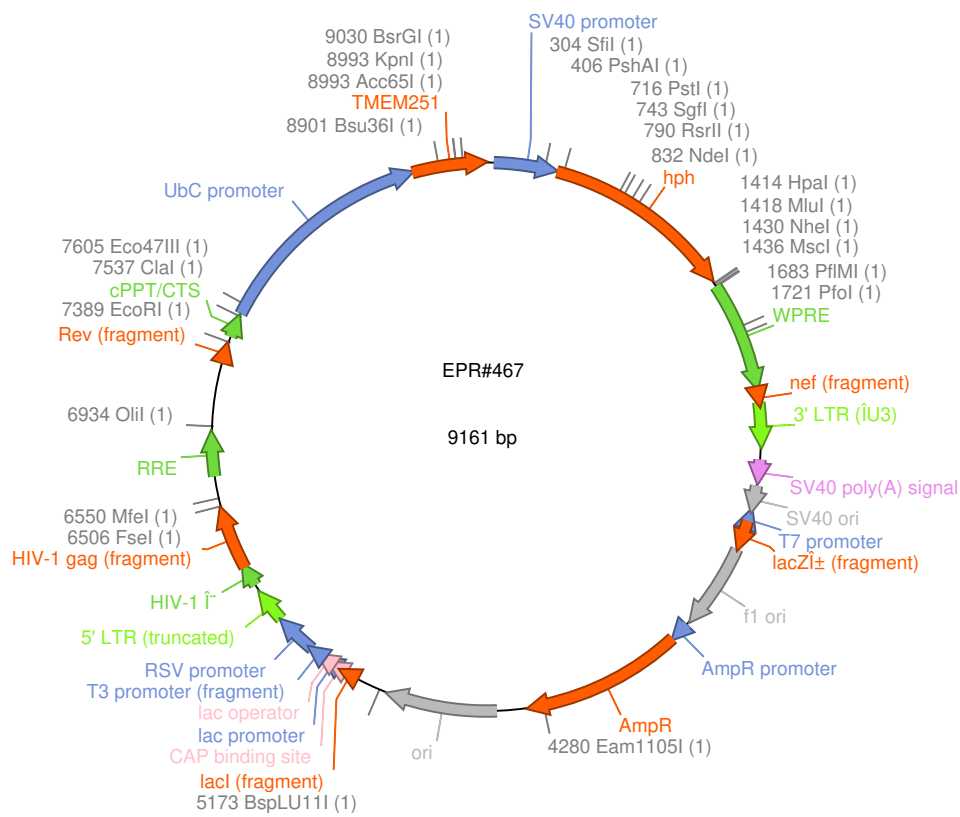 SV40 promoter
9030 BsrGI (1)
8993 KpnI (1)
8993 Acc65I (1)
TMEM251
8901 Bsu36I (1)
304 SfiI (1)
406 PshAI (1)
716 PstI (1)
743 SgfI (1)
790 RsrII (1)
832 NdeI (1)
hph
1414 HpaI (1)
1418 MluI (1)
1430 NheI (1)
1436 MscI (1)
1683 PflMI (1)
1721 PfoI (1)
WPRE
UbC promoter
7605 Eco47III (1)
7537 ClaI (1)
cPPT/CTS
7389 EcoRI (1)
Rev (fragment)
EPR#467
9161 bp
nef (fragment)
3' LTR (ÎU3)
6934 OliI (1)
RRE
SV40 poly(A) signal
SV40 ori
T7 promoter
lacZÎ± (fragment)
6550 MfeI (1)
6506 FseI (1)
HIV-1 gag (fragment)
HIV-1 Î¨
5' LTR (truncated)
f1 ori
RSV promoter
T3 promoter (fragment)
lac operator
lac promoter
CAP binding site
lacI (fragment)
5173 BspLU11I (1)
ori
AmpR promoter
AmpR
4280 Eam1105I (1)